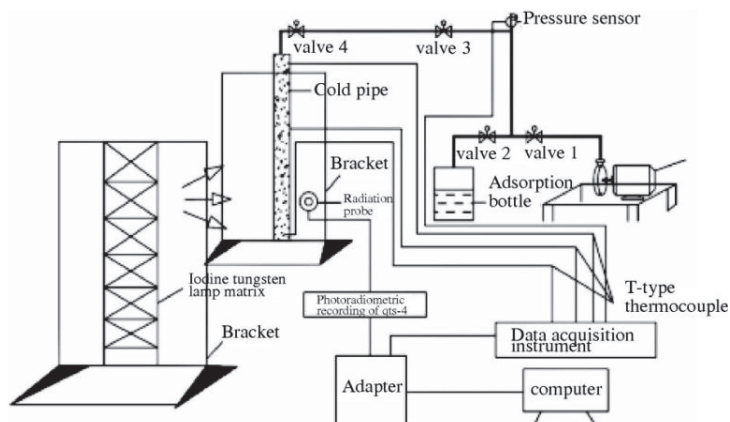 Pressure sensor
valve 4
valve 3
Cold pipe
valve 2
valve 1
Bracket
Adsorption
bottle
Radiation
probe
Iodine tungsten
lamp matrix
Photoradiometric
recording of qts-4
T-type
thermocouple
Bracket
Data acquisition
instrument
Adapter
computer